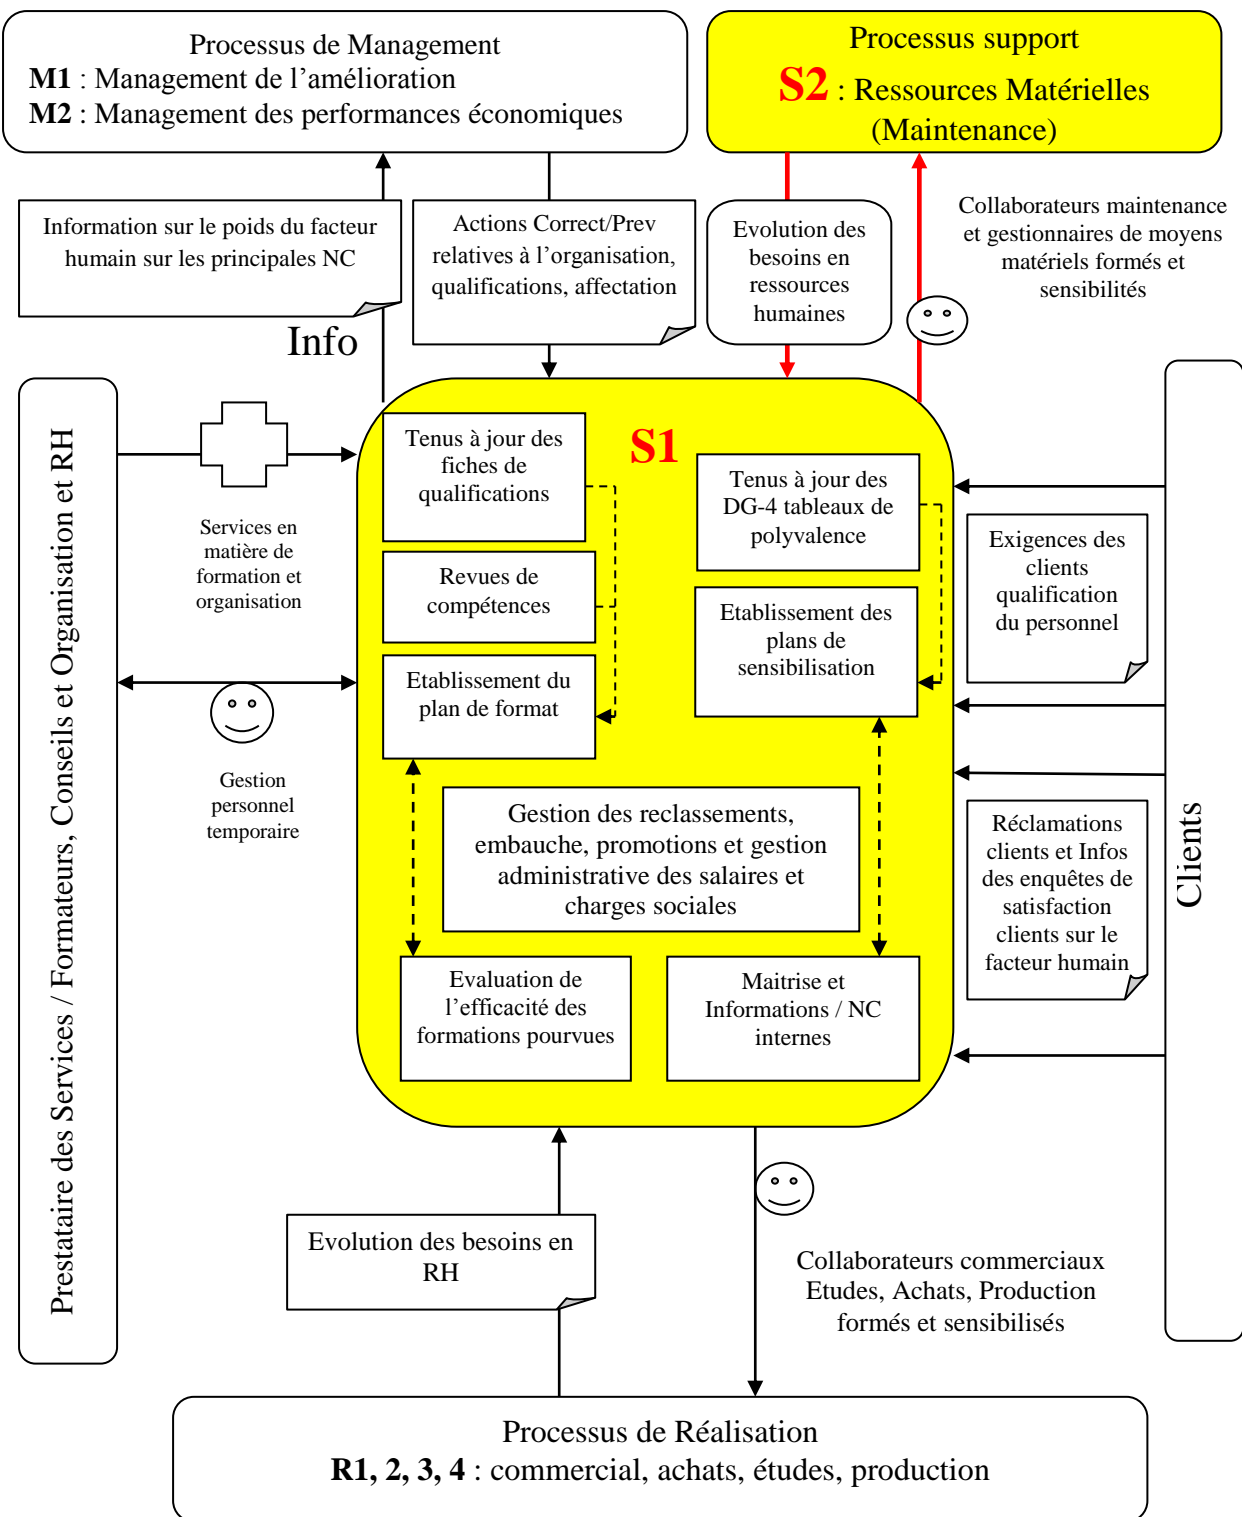 Processus de Management
M1 : Management de l'amélioration
M2 : Management des performances économiques
Processus support
S2 : Ressources Matérielles
(Maintenance)
Information sur le poids du facteur
humain sur les principales NC
Actions Correct/Prev
relatives à l'organisation,
qualifications, affectation
Evolution des
besoins en
ressources
humaines
Collaborateurs maintenance
et gestionnaires de moyens
matériels formés et
sensibilités
Info
Prestataire des Services / Formateurs, Conseils et Organisation et RH
Services en
matière de
formation et
organisation
Gestion
personnel
temporaire
S1
Tenus à jour des
fiches de
qualifications
Revues de
compétences
Etablissement du
plan de format
Tenus à jour des
DG-4 tableaux de
polyvalence
Etablissement des
plans de
sensibilisation
Gestion des reclassements,
embauche, promotions et gestion
administrative des salaires et
charges sociales
Evaluation de
l'efficacité des
formations pourvues
Maitrise et
Informations / NC
internes
Exigences des
clients
qualification
du personnel
Réclamations
clients et Infos
des enquêtes de
satisfaction
clients sur le
facteur humain
Clients
Evolution des besoins en
RH
Collaborateurs commerciaux
Etudes, Achats, Production
formés et sensibilisés
Processus de Réalisation
R1, 2, 3, 4 : commercial, achats, études, production